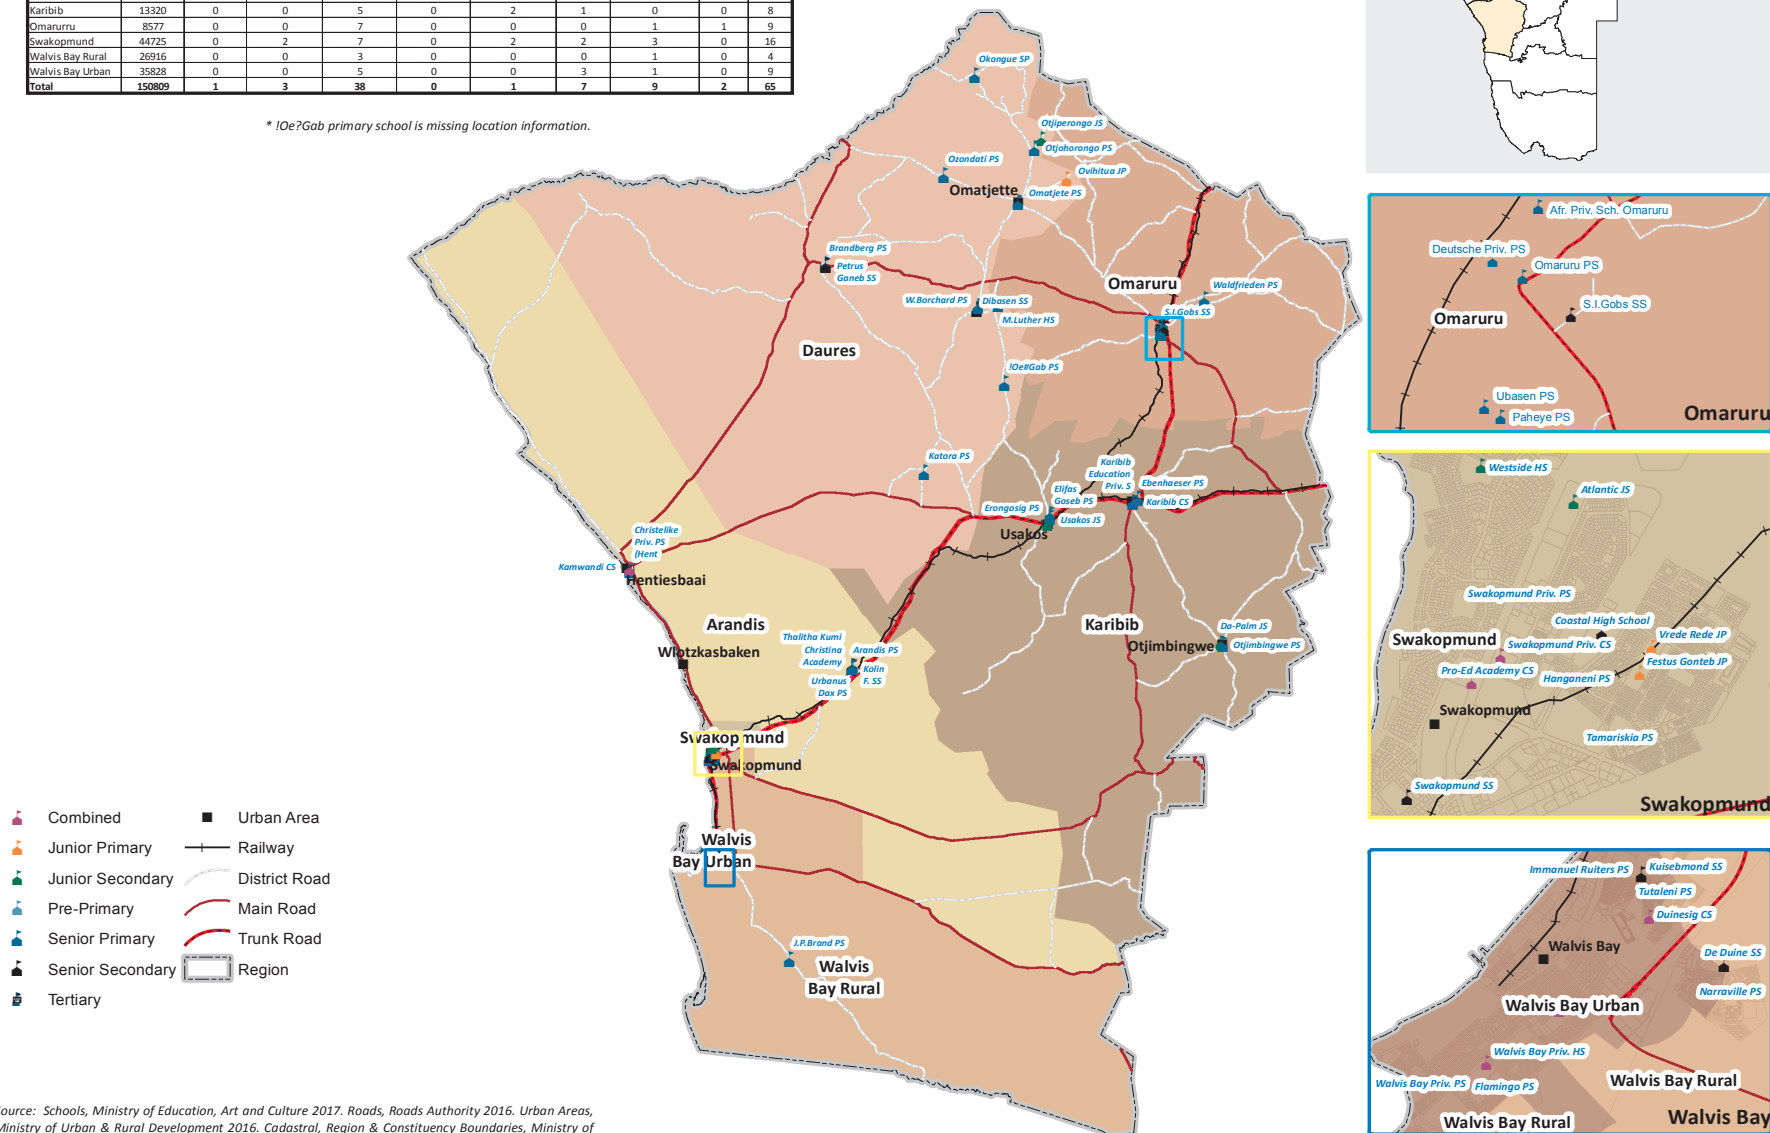 Karibib 13320 0 0 5 0 2 1 0 0 8
Omarurru 8577 0 0 7 0 0 0 1 1 9
Swakopmund 44725 0 2 7 0 2 2 3 0 16
Walvis Bay Rural 26916 0 0 3 0 0 0 1 0 4
Walvis Bay Urban 35828 0 0 5 0 0 3 1 0 9
Total 150809 1 3 38 0 1 7 9 2 65
* !Oe?Gab primary school is missing location information.
Okongue SP
Otjiperongo JS
Otjohorongo PS
Ozondati PS
Ovihitua JP
Omatjette
Omatjete PS
Brandberg PS
Petrus
Ganeb SS
Omaruru
Waldfrieden PS
W.Borchard PS
Dibasen SS
M.Luther HS
S.I.Gobs SS
Daures
!Oe#Gab PS
Katora PS
Karibib
Education
Priv. S
Ebenhaeser PS
Karibib CS
Elifas
Goseb PS
Erongosig PS
Usakos JS
Usakos
Christelike
Priv. PS
(Hent
Kamwandi CS
Hentiesbaai
Arandis
Karibib
Wlotzkasbaken
Thalitha Kumi
Christina
Academy
Arandis PS
Kolin
F. SS
Urbanus
Dax PS
Da-Palm JS
Otjimbingwe
Otjimbingwe PS
Swakopmund
Swakopmund
Walvis
Bay Urban
J.P.Brand PS
Walvis
Bay Rural
Combined
Junior Primary
Junior Secondary
Pre-Primary
Senior Primary
Senior Secondary
Tertiary
Urban Area
Railway
District Road
Main Road
Trunk Road
Region
Afr. Priv. Sch. Omaruru
Deutsche Priv. PS
Omaruru PS
S.I.Gobs SS
Omaruru
Ubasen PS
Paheye PS
Omaruru
Westside HS
Atlantic JS
Swakopmund Priv. PS
Coastal High School
Swakopmund
Vrede Rede JP
Swakopmund Priv. CS
Festus Gonteb JP
Pro-Ed Academy CS
Hanganeni PS
Swakopmund
Tamariskia PS
Swakopmund SS
Swakopmund
Immanuel Ruiters PS
Kuisebmond SS
Tutaleni PS
Duinesig CS
Walvis Bay
De Duine SS
Narraville PS
Walvis Bay Urban
Walvis Bay Priv. HS
Walvis Bay Priv. PS
Flamingo PS
Walvis Bay Rural
Walvis Bay Rural
Walvis Bay
ource: Schools, Ministry of Education, Art and Culture 2017. Roads, Roads Authority 2016. Urban Areas,
Ministry of Urban & Rural Development 2016. Cadastral, Region & Constituency Boundaries, Ministry of